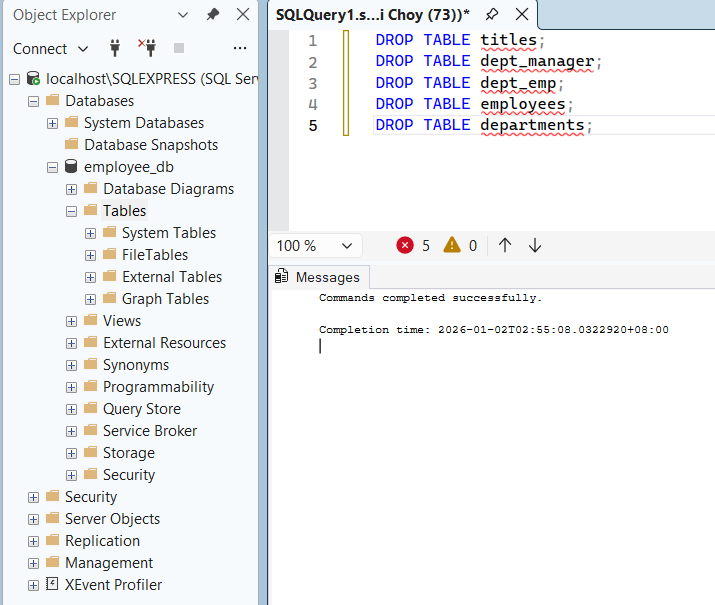 Object Explorer
Connect
localhost\SQLEXPRESS (SQL Ser
Databases
System Databases
Database Snapshots
employee_db
Database Diagrams
Tables
System Tables
FileTables
External Tables
Graph Tables
Views
External Resources
Synonyms
Programmability
Query Store
Service Broker
Storage
Security
Security
Server Objects
Replication
Management
XEvent Profiler
SQLQuery1.s...i Choy (73))*
1 DROP TABLE titles;
2 DROP TABLE dept_manager;
3 DROP TABLE dept_emp;
4 DROP TABLE employees;
5 DROP TABLE departments;
100 % 5 0
Messages
Commands completed successfully.
Completion time: 2026-01-02T02:55:08.0322920+08:00